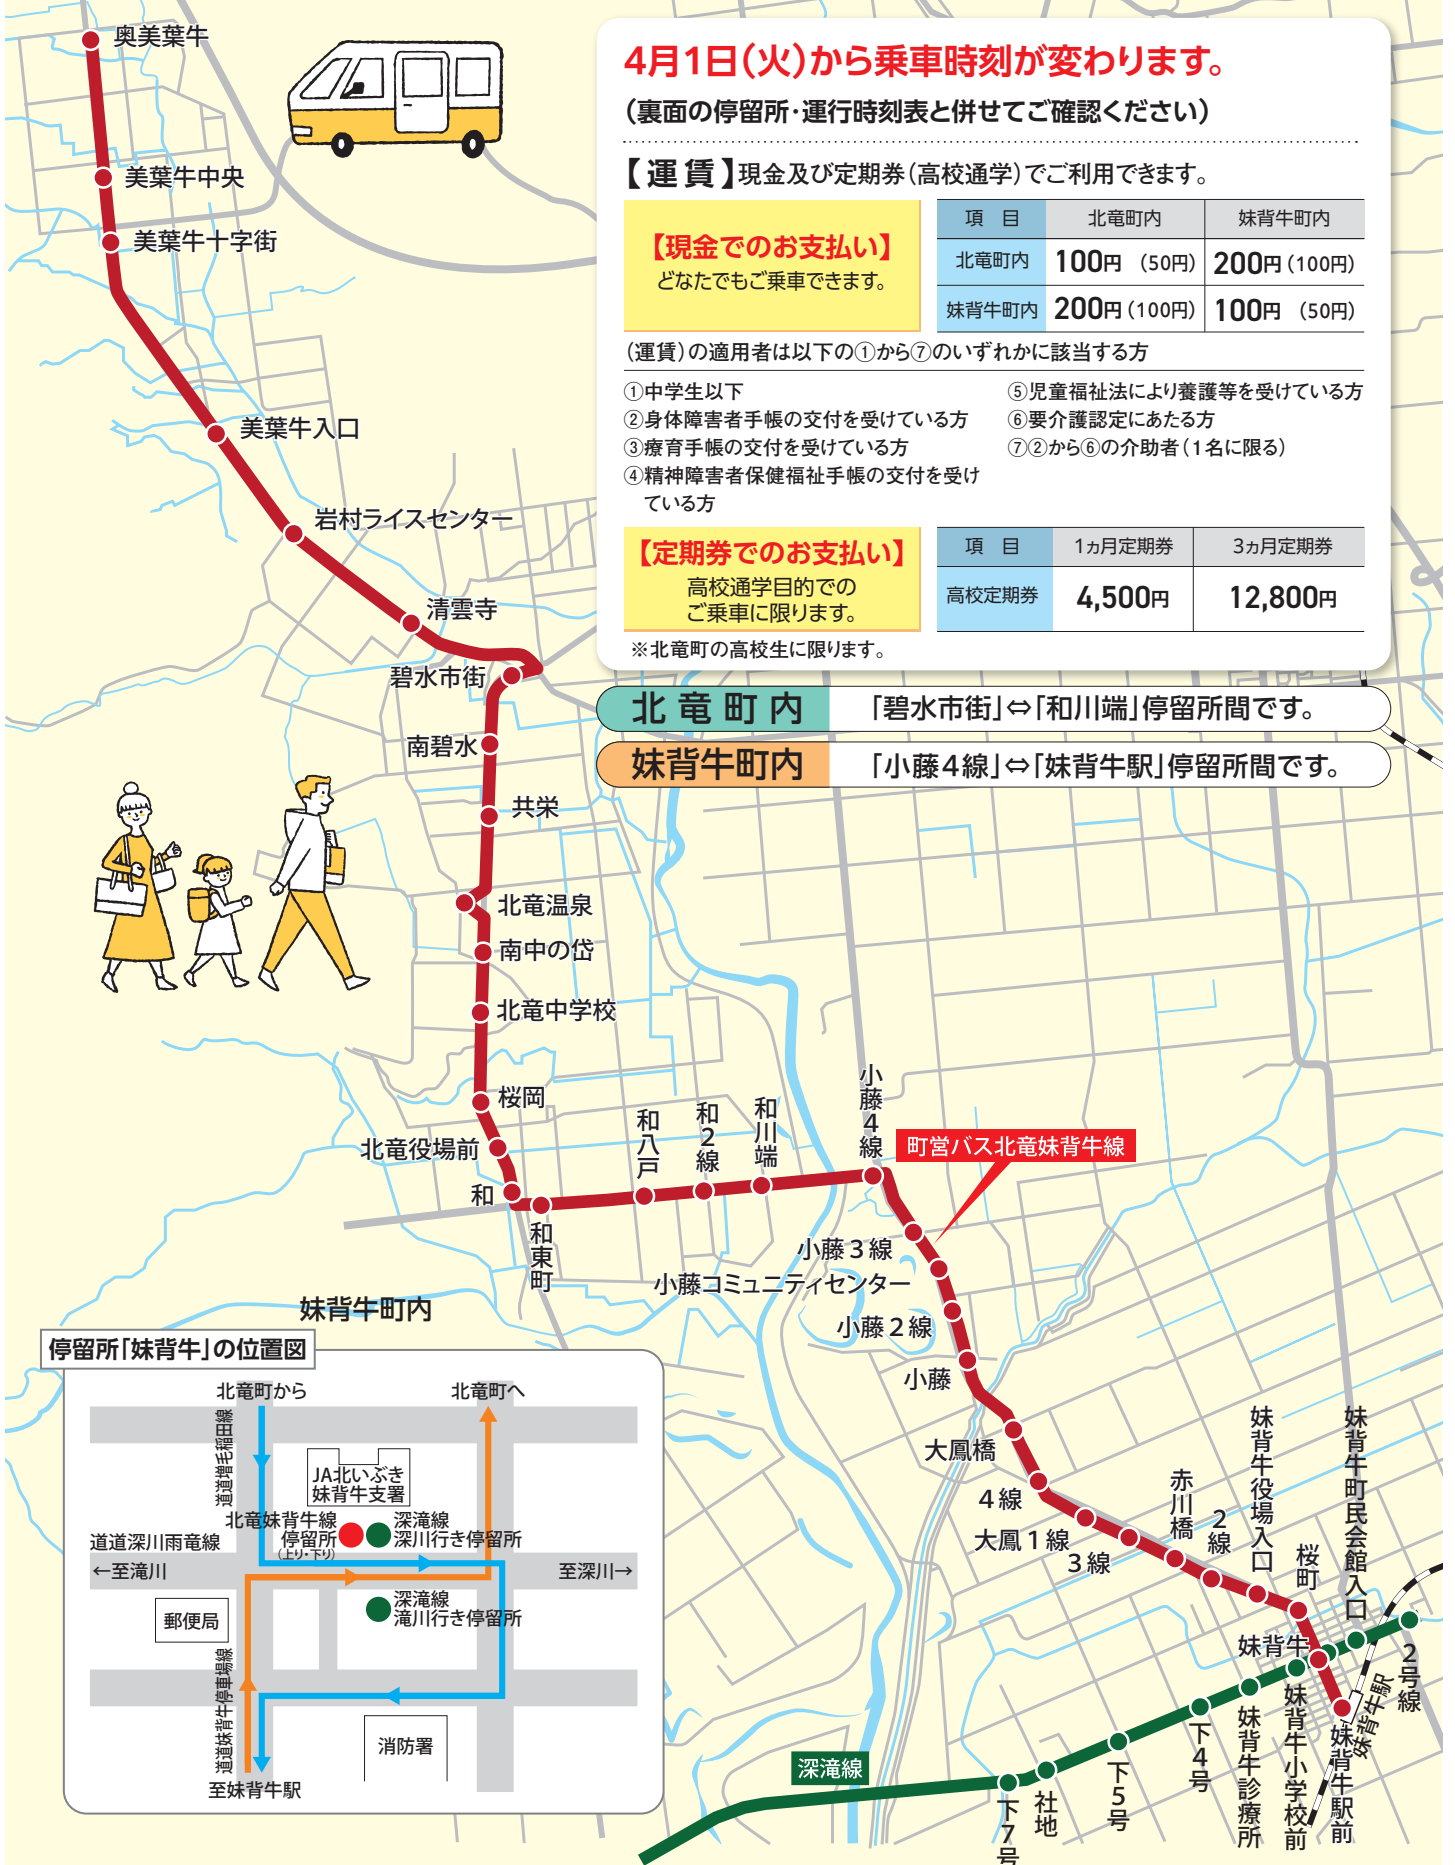 4月1日(火)から乗車時刻が変わります。
(裏面の停留所・運行時刻表と併せてご確認ください)
【運賃】現金及び定期券(高校通学)でご利用できます。
【現金でのお支払い】
どなたでもご乗車できます。
項　目　北竜町内　妹背牛町内
北竜町内　100円　(50円)　200円(100円)
妹背牛町内　200円(100円)　100円　(50円)
(運賃)の適用者は以下の①から⑦のいずれかに該当する方
①中学生以下
②身体障害者手帳の交付を受けている方
③療育手帳の交付を受けている方
④精神障害者保健福祉手帳の交付を受け
ている方
⑤児童福祉法により養護等を受けている方
⑥要介護認定にあたる方
⑦②から⑥の介助者(1名に限る)
【定期券でのお支払い】
高校通学目的での
ご乗車に限ります。
項　目　1ヵ月定期券　3ヵ月定期券
高校定期券　4,500円　12,800円
※北竜町の高校生に限ります。
北竜町内　「碧水市街」⇔「和川端」停留所間です。
妹背牛町内　「小藤4線」⇔「妹背牛駅」停留所間です。
奥美葉牛
美葉牛中央
美葉牛十字街
美葉牛入口
岩村ライスセンター
清雲寺
碧水市街
南碧水
共栄
北竜温泉
南中の岱
北竜中学校
桜岡
北竜役場前
和
和東町
和八戸
和2線
和川端
小藤4線
町営バス北竜妹背牛線
小藤3線
小藤コミュニティセンター
小藤2線
小藤
大鳳橋
4線
大鳳1線
3線
赤川橋
2線
妹背牛役場入口
桜町
妹背牛町民会館入口
妹背牛
2号線
妹背牛駅
妹背牛駅前
妹背牛小学校前
妹背牛診療所
下4号
下5号
社地
下7号
深滝線
妹背牛町内
停留所「妹背牛」の位置図
北竜町から
北竜町へ
道道増毛稲田線
JA北いぶき
妹背牛支署
北竜妹背牛線
停留所
(上り・下り)
深滝線
深川行き停留所
道道深川雨竜線
←至滝川
至深川→
深滝線
滝川行き停留所
郵便局
道道妹背牛停車場線
消防署
至妹背牛駅